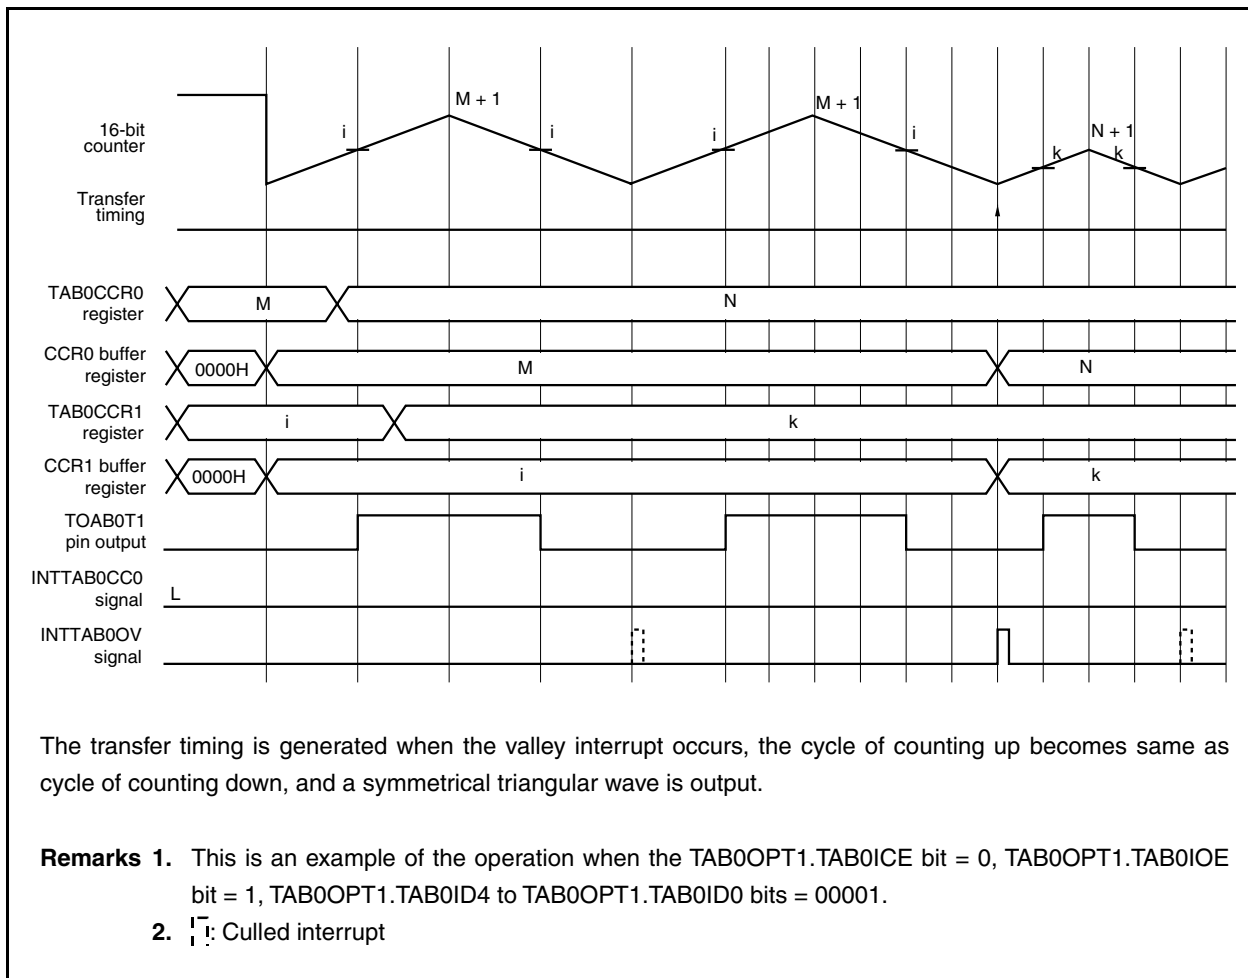 M + 1
M + 1
16-bit
counter
i
i
i
i
N + 1
k
k
Transfer
timing
TAB0CCR0
register
M
N
CCR0 buffer
register
0000H
M
N
TAB0CCR1
register
i
k
CCR1 buffer
register
0000H
i
k
TOAB0T1
pin output
INTTAB0CC0
signal
L
INTTAB0OV
signal
The transfer timing is generated when the valley interrupt occurs, the cycle of counting up becomes same as
cycle of counting down, and a symmetrical triangular wave is output.
Remarks 1. This is an example of the operation when the TAB0OPT1.TAB0ICE bit = 0, TAB0OPT1.TAB0IOE
bit = 1, TAB0OPT1.TAB0ID4 to TAB0OPT1.TAB0ID0 bits = 00001.
2. : Culled interrupt